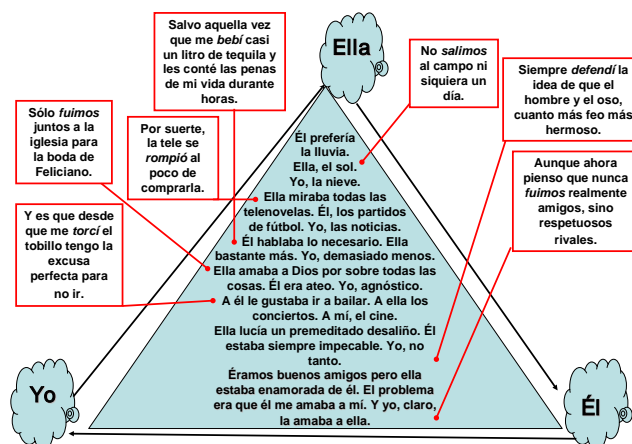 Salvo aquella vez
que me bebí casi
un litro de tequila y
les conté las penas
de mi vida durante
horas.
Ella
No salimos
al campo ni
siquiera un
día.
Siempre defendí la
idea de que el
hombre y el oso,
cuanto más feo más
hermoso.
Sólo fuimos
juntos a la
iglesia para
la boda de
Feliciano.
Por suerte,
la tele se
rompió al
poco de
comprarla.
Aunque ahora
pienso que nunca
fuimos realmente
amigos, sino
respetuosos
rivales.
Y es que desde
que me torcí el
tobillo tengo la
excusa
perfecta para
no ir.
Él prefería
la lluvia.
Ella, el sol.
Yo, la nieve.
Ella miraba todas las
telenovelas. Él, los partidos
de fútbol. Yo, las noticias.
Él hablaba lo necesario. Ella
bastante más. Yo, demasiado menos.
Ella amaba a Dios por sobre todas las
cosas. Él era ateo. Yo, agnóstico.
A él le gustaba ir a bailar. A ella los
conciertos. A mí, el cine.
Ella lucía un premeditado desaliño. Él
estaba siempre impecable. Yo, no
tanto.
Éramos buenos amigos pero ella
estaba enamorada de él. El problema
era que él me amaba a mí. Y yo, claro,
la amaba a ella.
Yo
Él